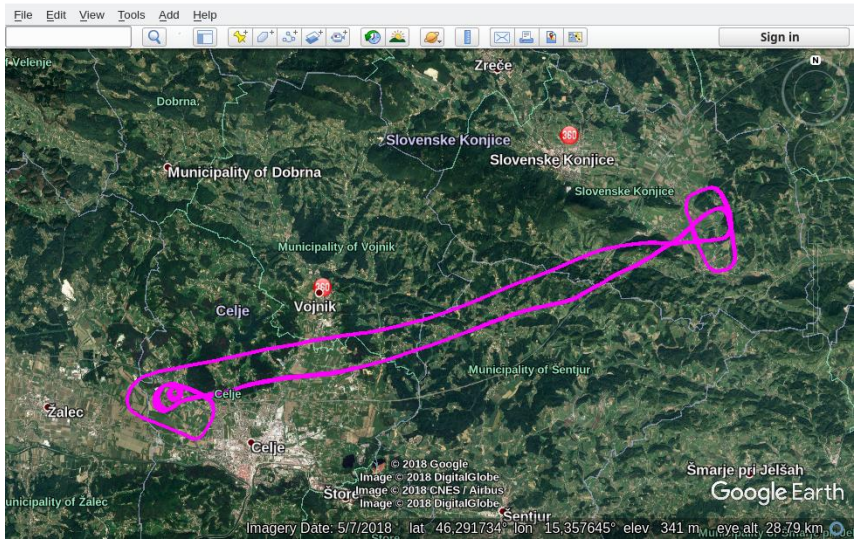 File Edit View Tools Add Help
Sign in
f Velenje
Zreče
N
Dobrna
360
Slovenske Konjice
Slovenske Konjice
Municipality of Dobrna
Slovenske Konjice
Municipality of Vojnik
360
Vojnik
Celje
Municipality of Šentjur
Celje
Žalec
Celje
© 2018 Google
Image © 2018 DigitalGlobe
Image © 2018 CNES / Airbus
Image © 2018 DigitalGlobe
Štore
Šmarje pri Jelšah
Google Earth
unicipality of Žalec
Šentjur
Imagery Date: 5/7/2018 lat 46,291734° lon 15,357645° elev 341 m eye alt 28.79 km
Štore